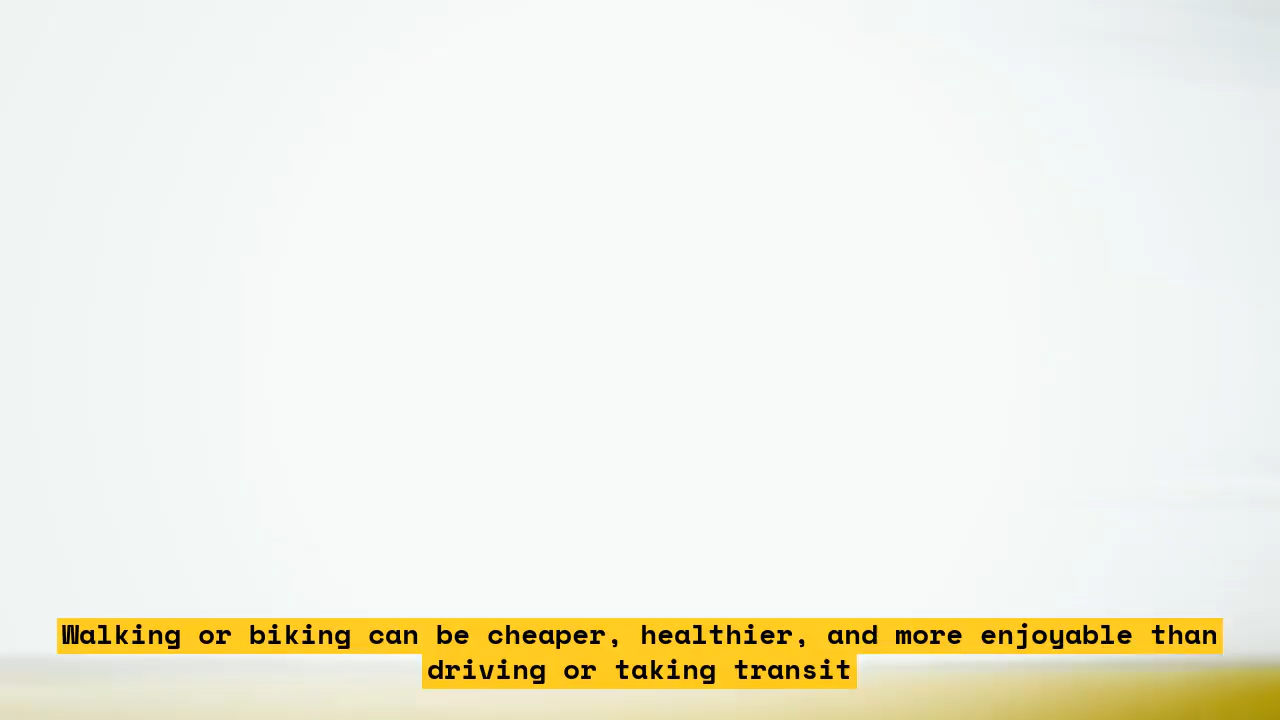 Walking or biking can be cheaper, healthier, and more enjoyable than
driving or taking transit